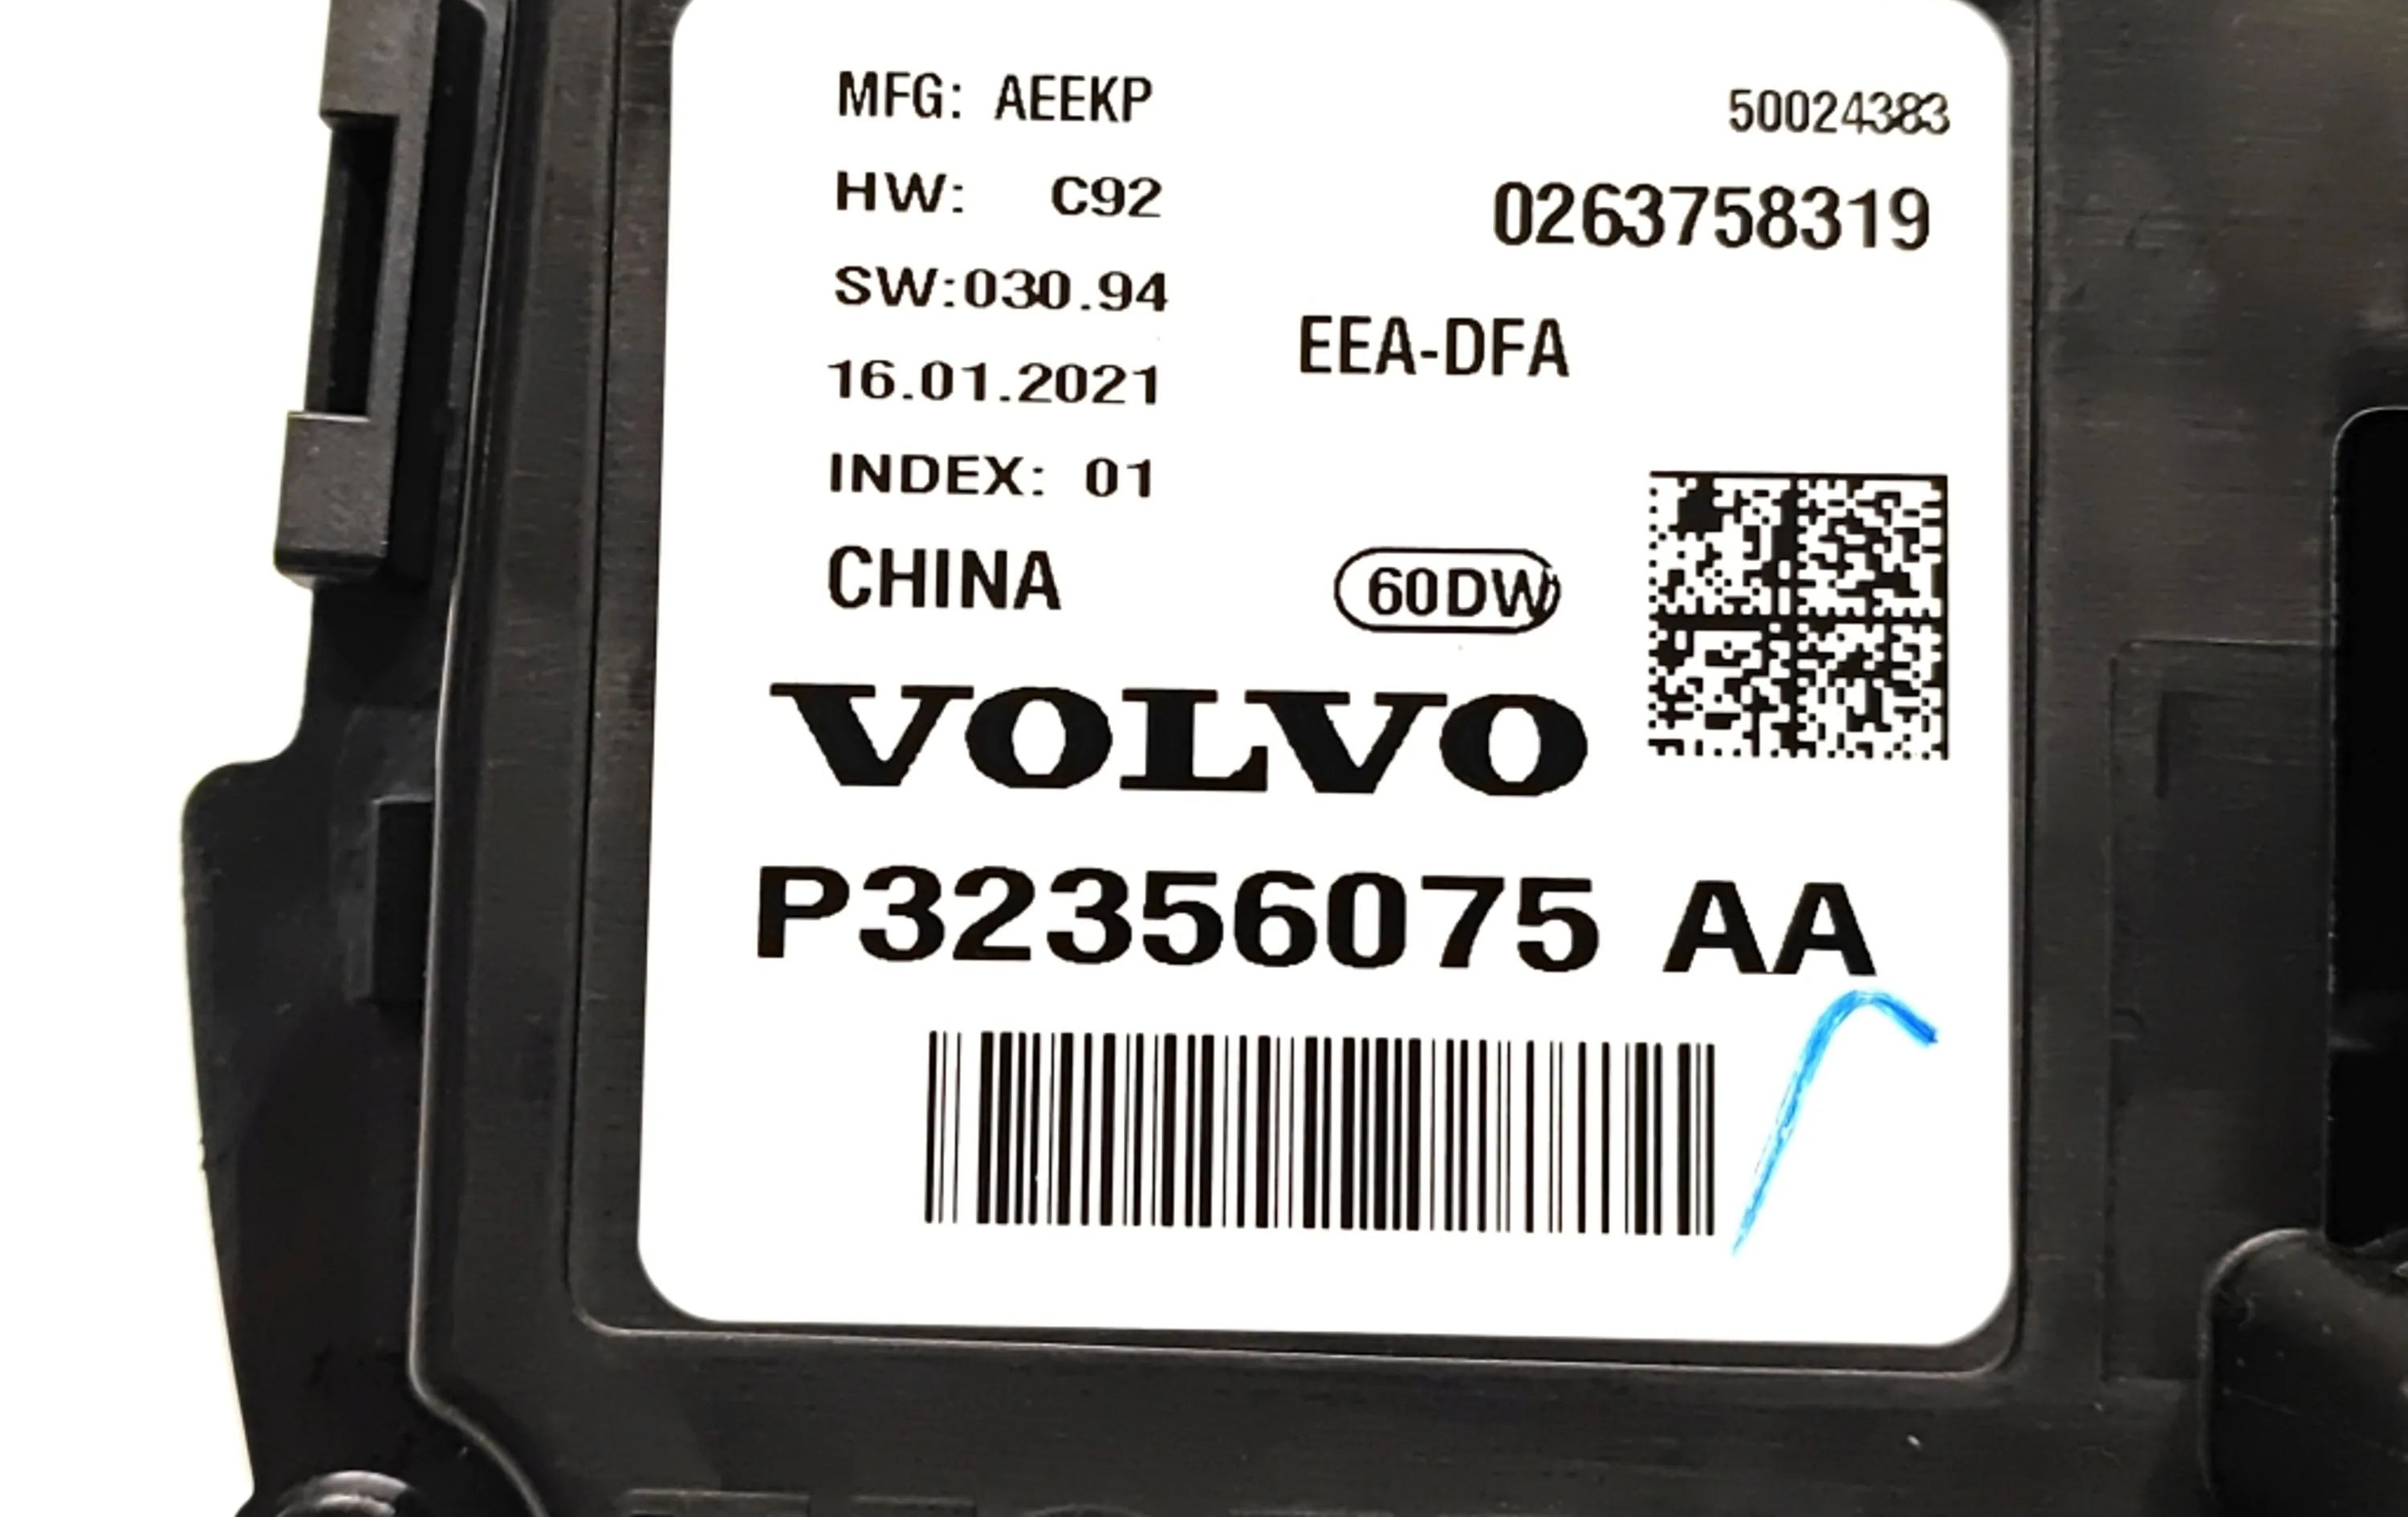 MFG: AEEKP
50024383
HW: C92
0263758319
SW:030.94
EEA-DFA
16.01.2021
INDEX: 01
CHINA
60DW
VOLVO
P32356075 AA